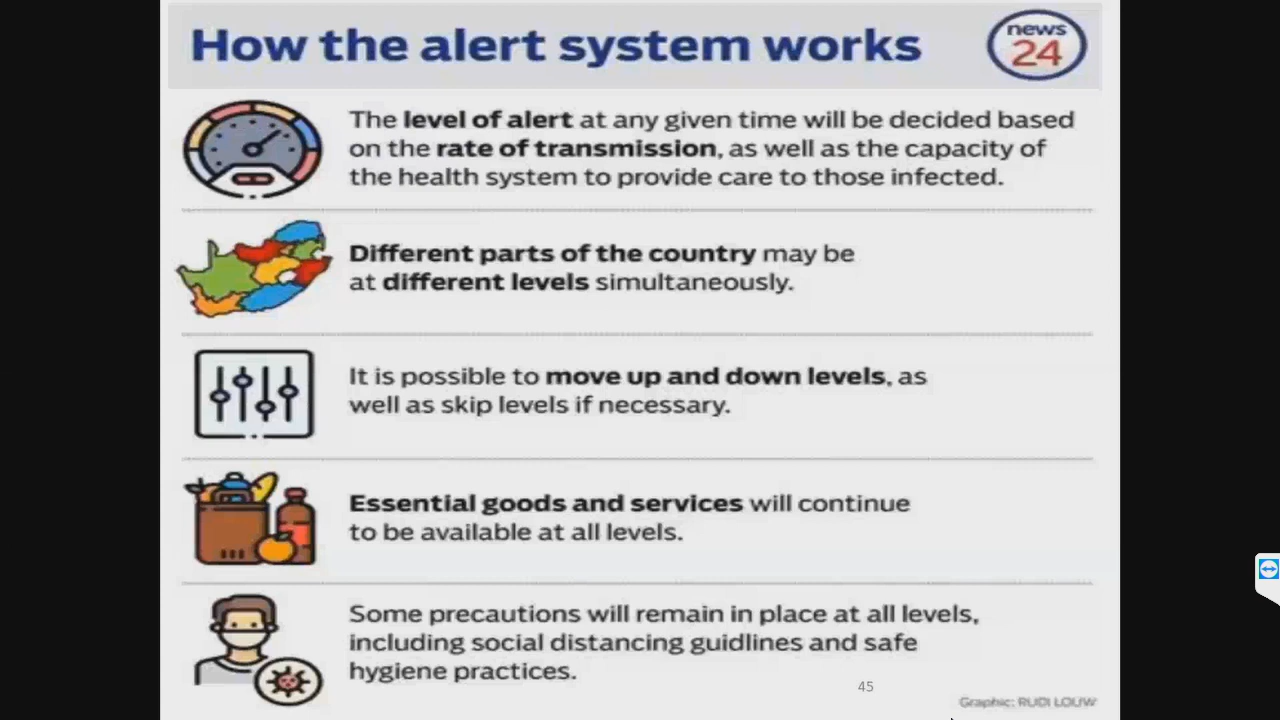 How the alert system works
news
24
The level of alert at any given time will be decided based
on the rate of transmission, as well as the capacity of
the health system to provide care to those infected.
Different parts of the country may be
at different levels simultaneously.
It is possible to move up and down levels, as
well as skip levels if necessary.
Essential goods and services will continue
to be available at all levels.
Some precautions will remain in place at all levels,
including social distancing guidlines and safe
hygiene practices.
45
Graphic: RUDI LOUW